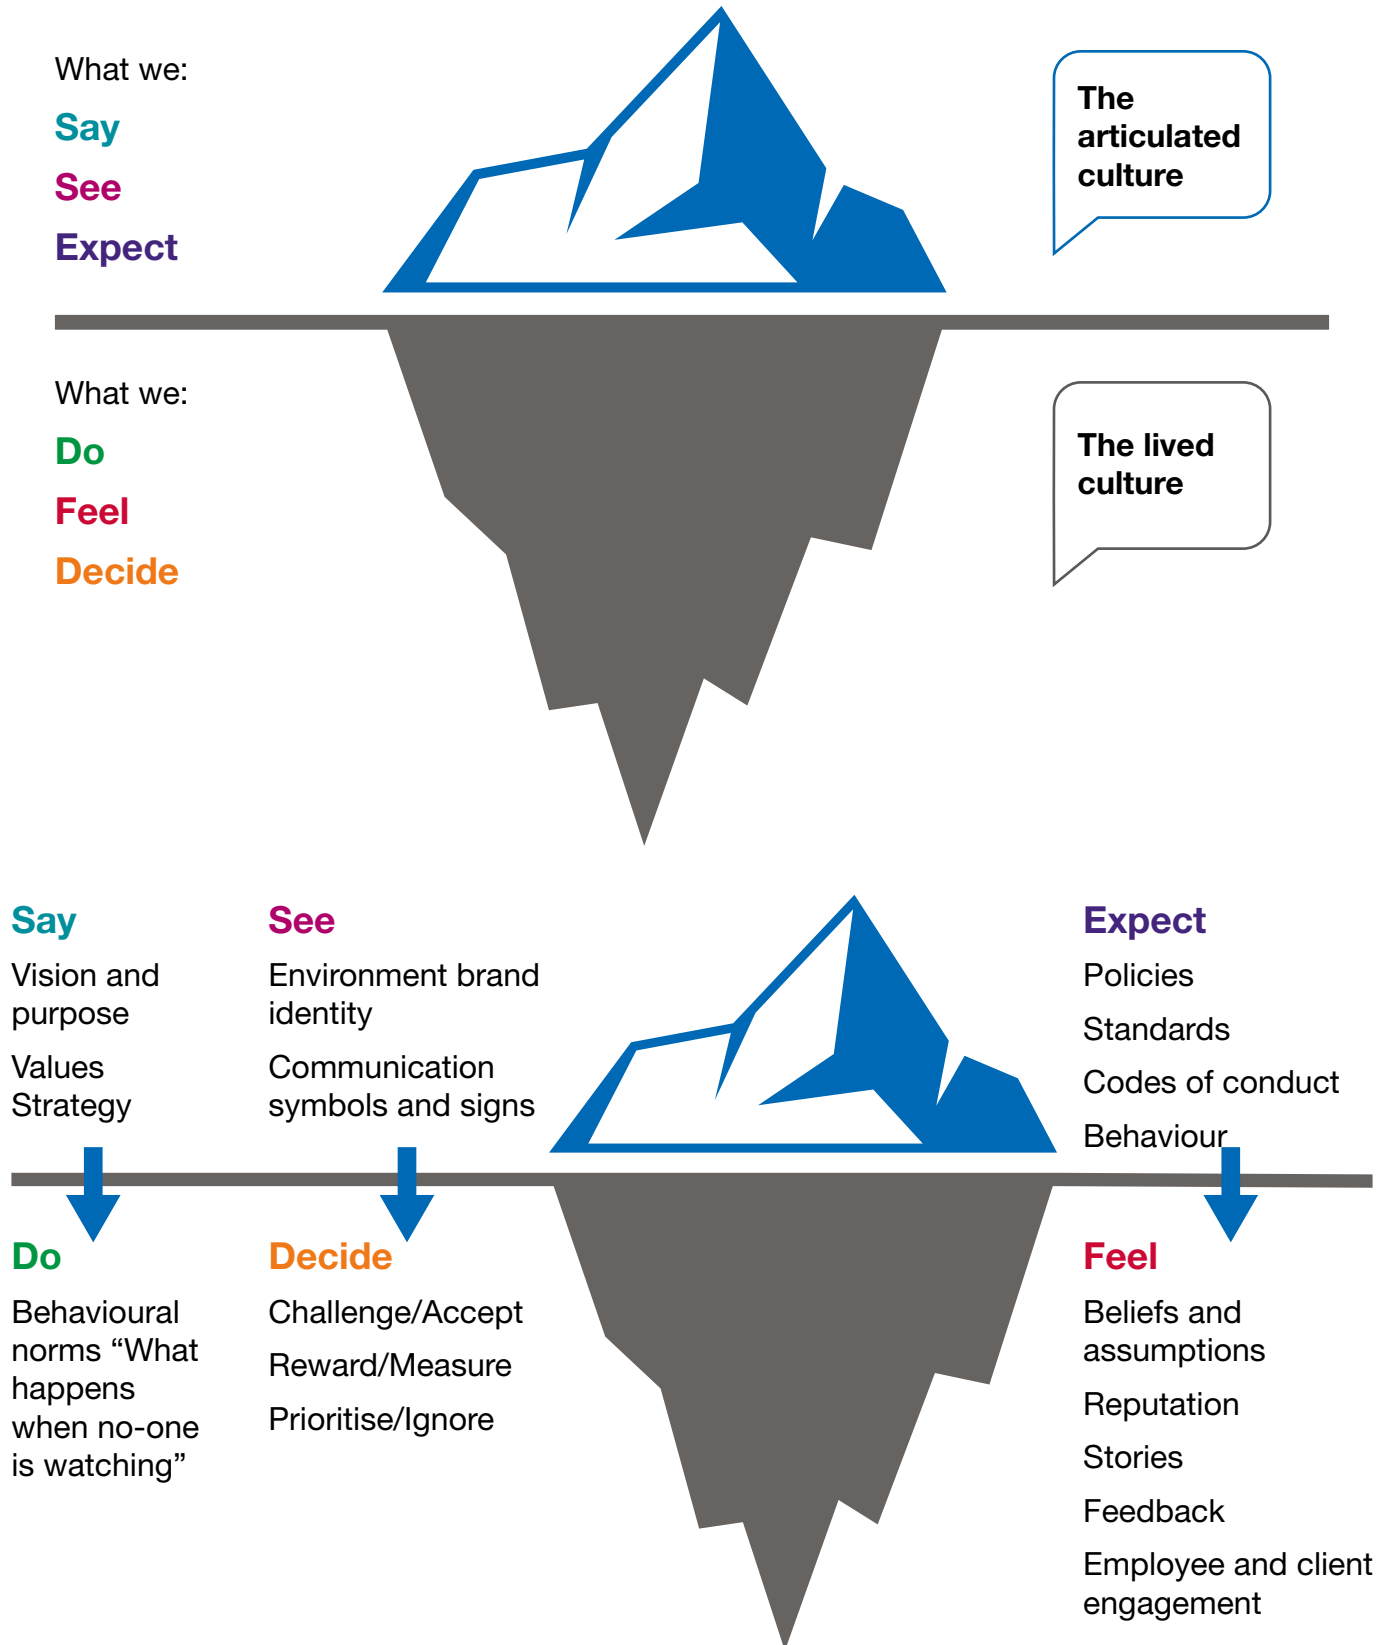 What we:
Say
See
Expect
The
articulated
culture
What we:
Do
Feel
Decide
The lived
culture
Say
Vision and
purpose
Values
Strategy
See
Environment brand
identity
Communication
symbols and signs
Expect
Policies
Standards
Codes of conduct
Behaviour
Do
Behavioural
norms “What
happens
when no-one
is watching”
Decide
Challenge/Accept
Reward/Measure
Prioritise/Ignore
Feel
Beliefs and
assumptions
Reputation
Stories
Feedback
Employee and client
engagement